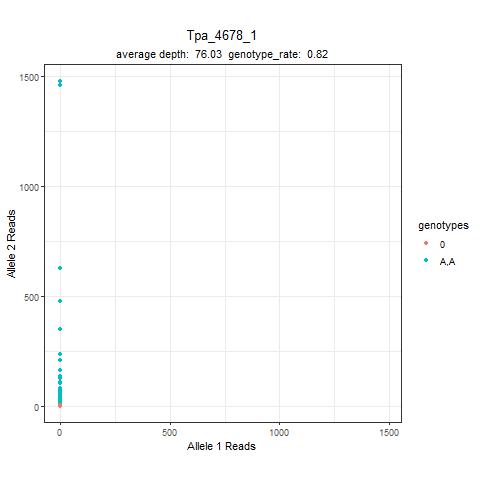 Tpa_4678_1
average depth: 76.03 genotype_rate: 0.82
1500
1000
500
0
Allele 2 Reads
0 500 1000 1500
Allele 1 Reads
genotypes
0
A,A